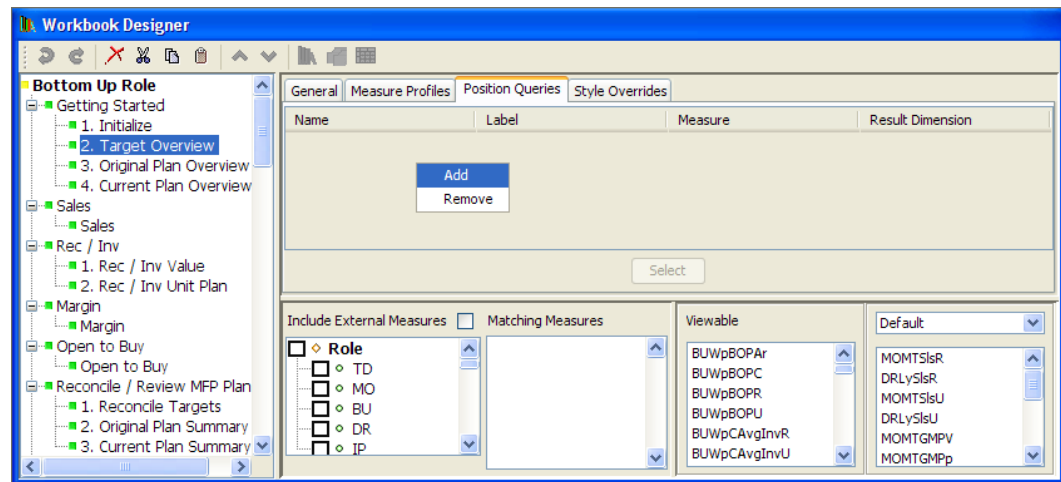 Workbook Designer
Bottom Up Role
Getting Started
1. Initialize
2. Target Overview
3. Original Plan Overview
4. Current Plan Overview
Sales
Sales
Rec / Inv
1. Rec / Inv Value
2. Rec / Inv Unit Plan
Margin
Margin
Open to Buy
Open to Buy
Reconcile / Review MFP Plan
1. Reconcile Targets
2. Original Plan Summary
3. Current Plan Summary
General Measure Profiles Position Queries Style Overrides
Name Label Measure Result Dimension
Add
Remove
Select
Include External Measures Matching Measures
Role
TD
MO
BU
DR
IP
Viewable
BUWpBOPAr
BUWpBOPC
BUWpBOPR
BUWpBOPU
BUWpCAvgInvR
BUWpCAvgInvU
Default
MOMTSlsR
DRLySlsR
MOMTSlsU
DRLySlsU
MOMTGMPV
MOMTGMPp